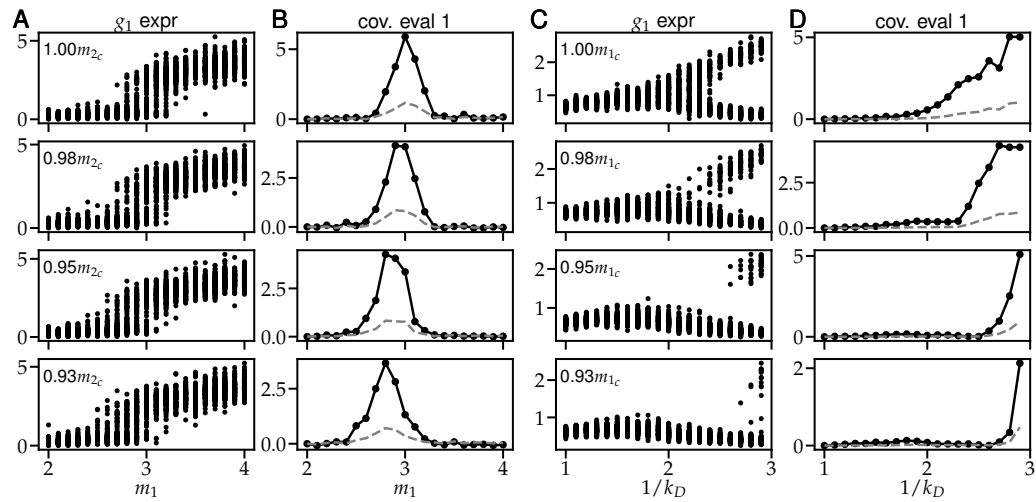 A B C D
g₁ expr cov. eval 1 g₁ expr cov. eval 1
5 0 1.00m₂c 5 0 2 1 1.00m₁c 5 0
5 0 0.98m₂c 2.5 0.0 2 1 0.98m₁c 2.5 0.0
5 0 0.95m₂c 2.5 0.0 2 1 0.95m₁c 5 0
5 0 0.93m₂c 2.5 0.0 2 1 0.93m₁c 2 0
2 3 4 2 3 4 1 2 3 1 2 3
m₁ m₁ 1/k_D 1/k_D